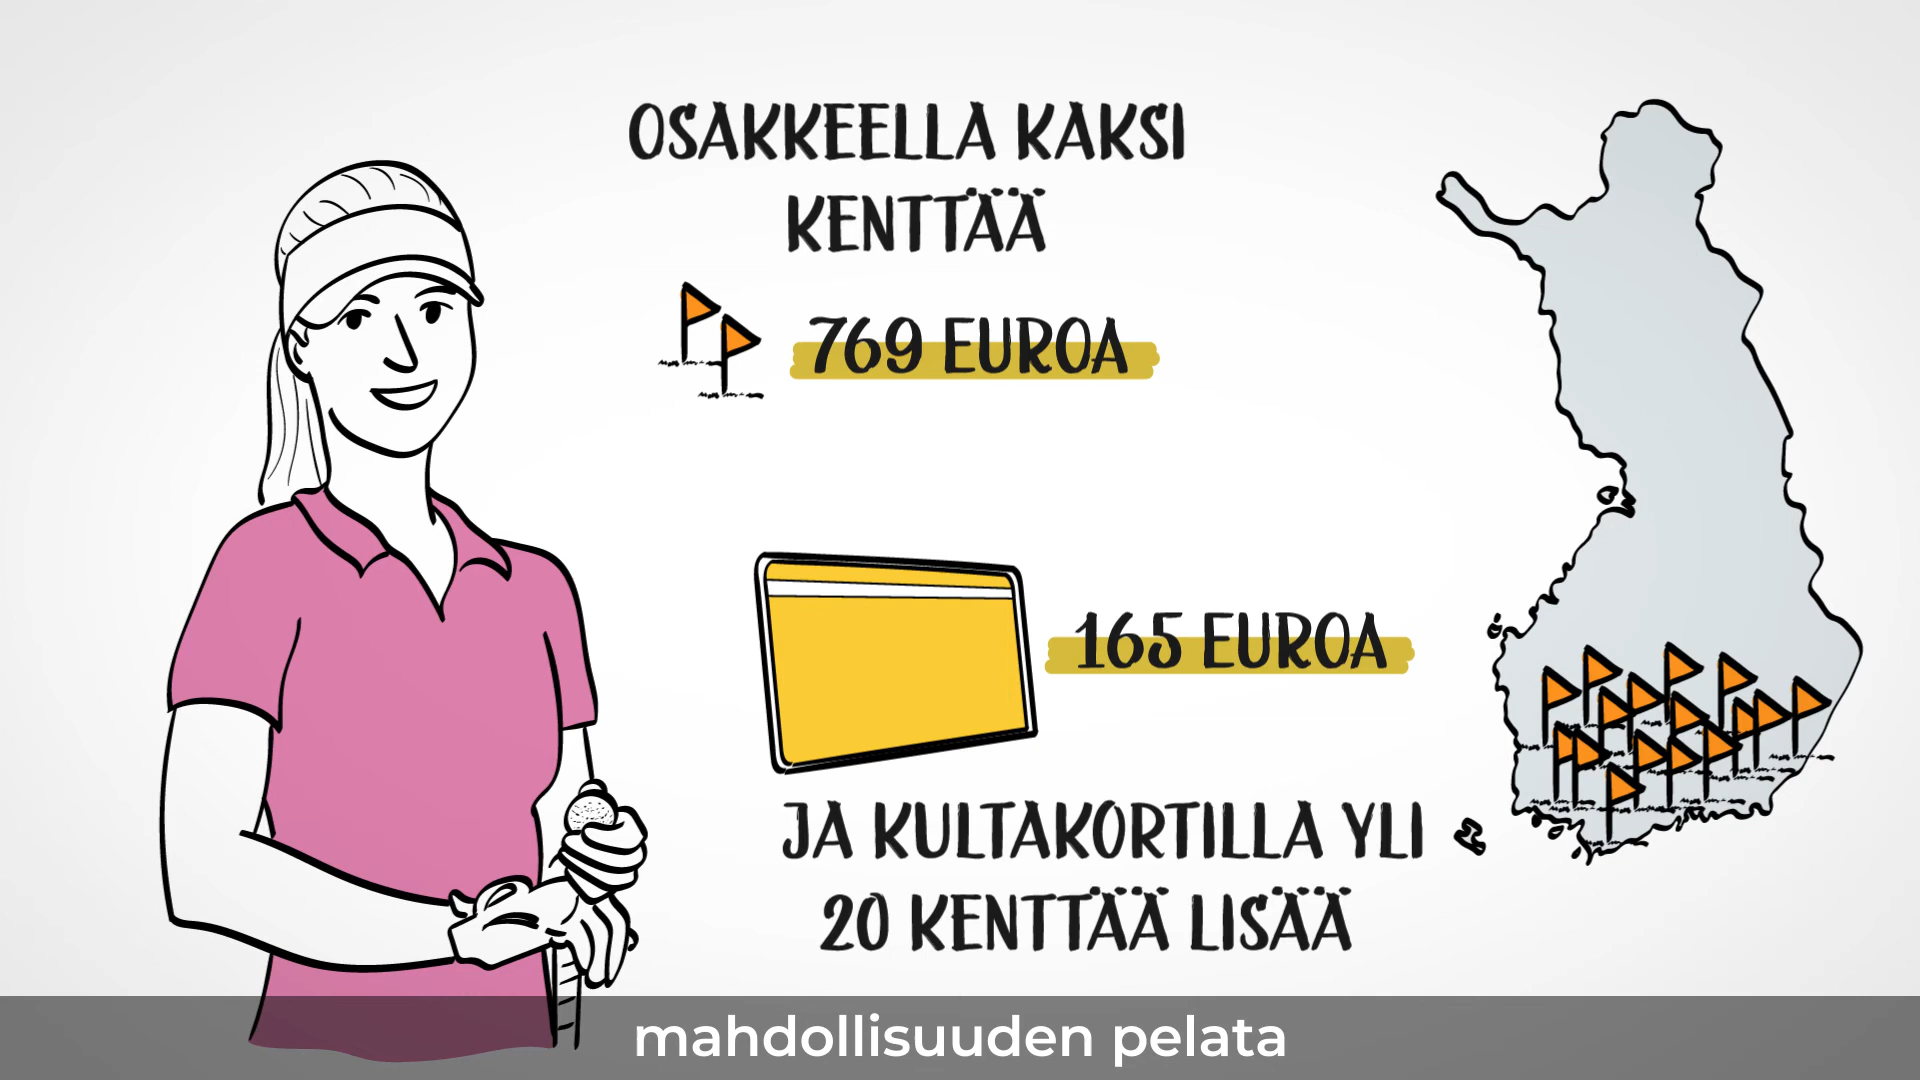 OSAKKEELLA KAKSI
KENTTÄÄ
769 EUROA
165 EUROA
JA KULTAKORTILLA YLI
20 KENTTÄÄ LISÄÄ
mahdollisuuden pelata